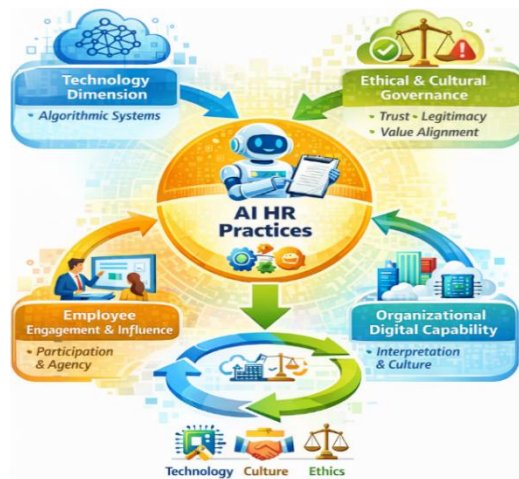 Technology
Dimension
• Algorithmic Systems
Ethical & Cultural
Governance
• Trust • Legitimacy
• Value Alignment
AI HR
Practices
Employee
Engagement & Influence
• Participation
& Agency
Organizational
Digital Capability
• Interpretation
& Culture
Technology Culture Ethics